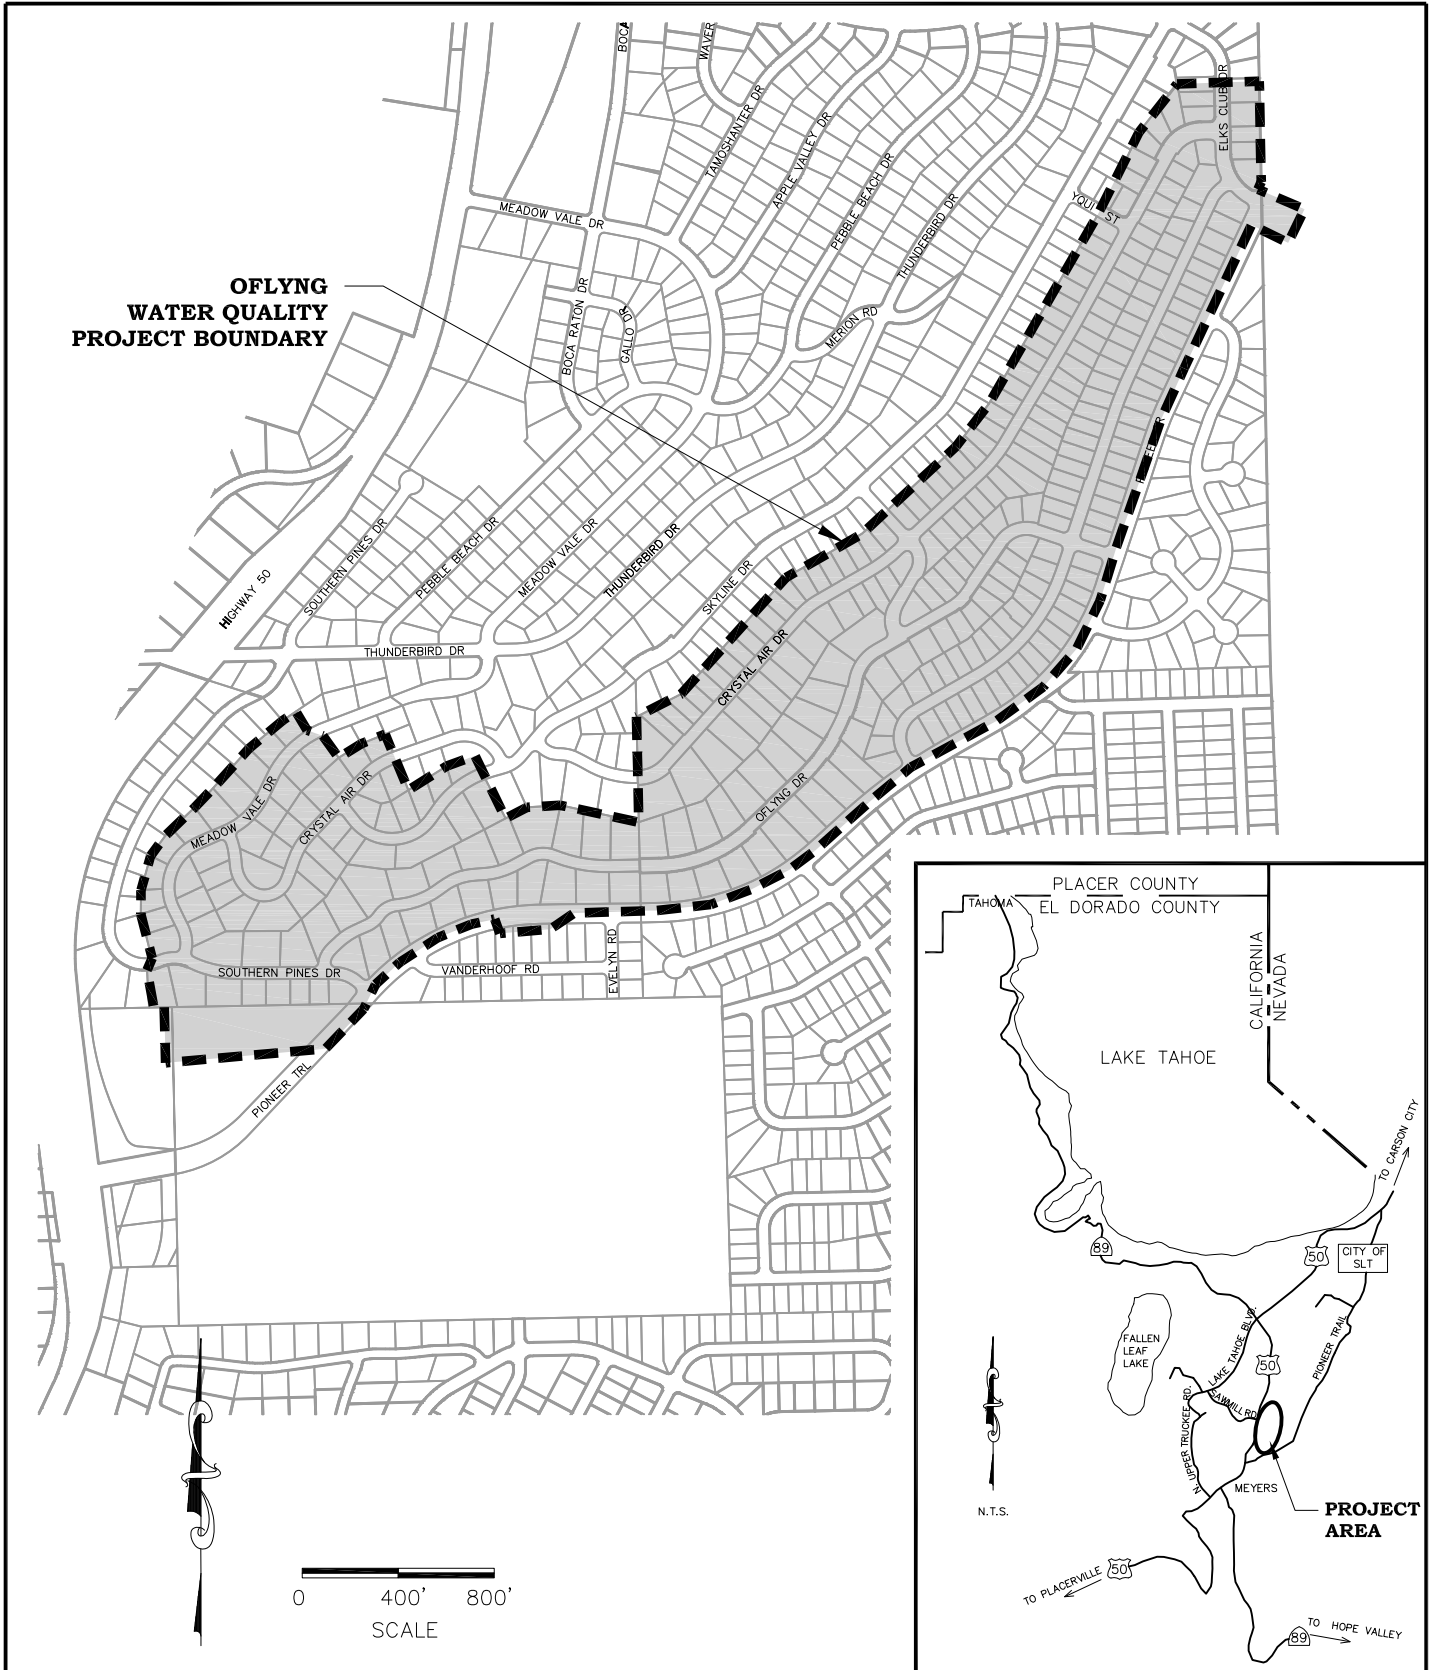 BOCA
WAVER
ELKS CLUB DR
TAMOSHANTER DR
APPLE VALLEY DR
PEBBLE BEACH DR
THUNDERBIRD DR
YQUI ST
MEADOW VALE DR
OFLYNG
WATER QUALITY
PROJECT BOUNDARY
BOCA RATON DR
GALLO DR
MERION RD
SOUTHERN PINES DR
PEBBLE BEACH DR
MEADOW VALE DR
THUNDERBIRD DR
SKYLINE DR
HIGHWAY 50
THUNDERBIRD DR
CRYSTAL AIR DR
MEADOW VALE DR
CRYSTAL AIR DR
OFLYNG DR
SOUTHERN PINES DR
VANDERHOOF RD
EVELYN RD
PIONEER TRL
0 400' 800'
SCALE
PLACER COUNTY
TAHOMA
EL DORADO COUNTY
CALIFORNIA
NEVADA
LAKE TAHOE
TO CARSON CITY
89
50
CITY OF
SLT
FALLEN
LEAF
LAKE
LAKE TAHOE BLVD.
50
PIONEER TRAIL
SAWMILL RD.
N. UPPER TRUCKEE RD.
MEYERS
N.T.S.
PROJECT
AREA
TO PLACERVILLE
50
89
TO HOPE VALLEY